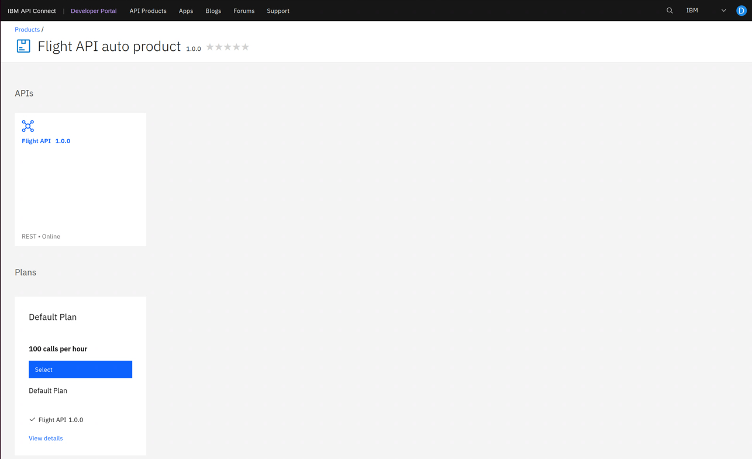 IBM API Connect | Developer Portal API Products Apps Blogs Forums Support IBM D
Products /
Flight API auto product 1.0.0
APIs
Flight API 1.0.0
REST • Online
Plans
Default Plan
100 calls per hour
Select
Default Plan
Flight API 1.0.0
View details